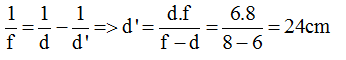 1/f = 1/d - 1/d' => d' = d.f/(f - d) = 6.8/(8 - 6) = 24cm